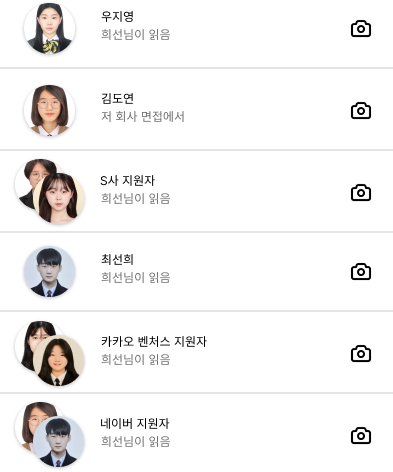 우지영
희선님이 읽음
김도연
저 회사 면접에서
S사 지원자
희선님이 읽음
최선희
희선님이 읽음
카카오 벤처스 지원자
희선님이 읽음
네이버 지원자
희선님이 읽음